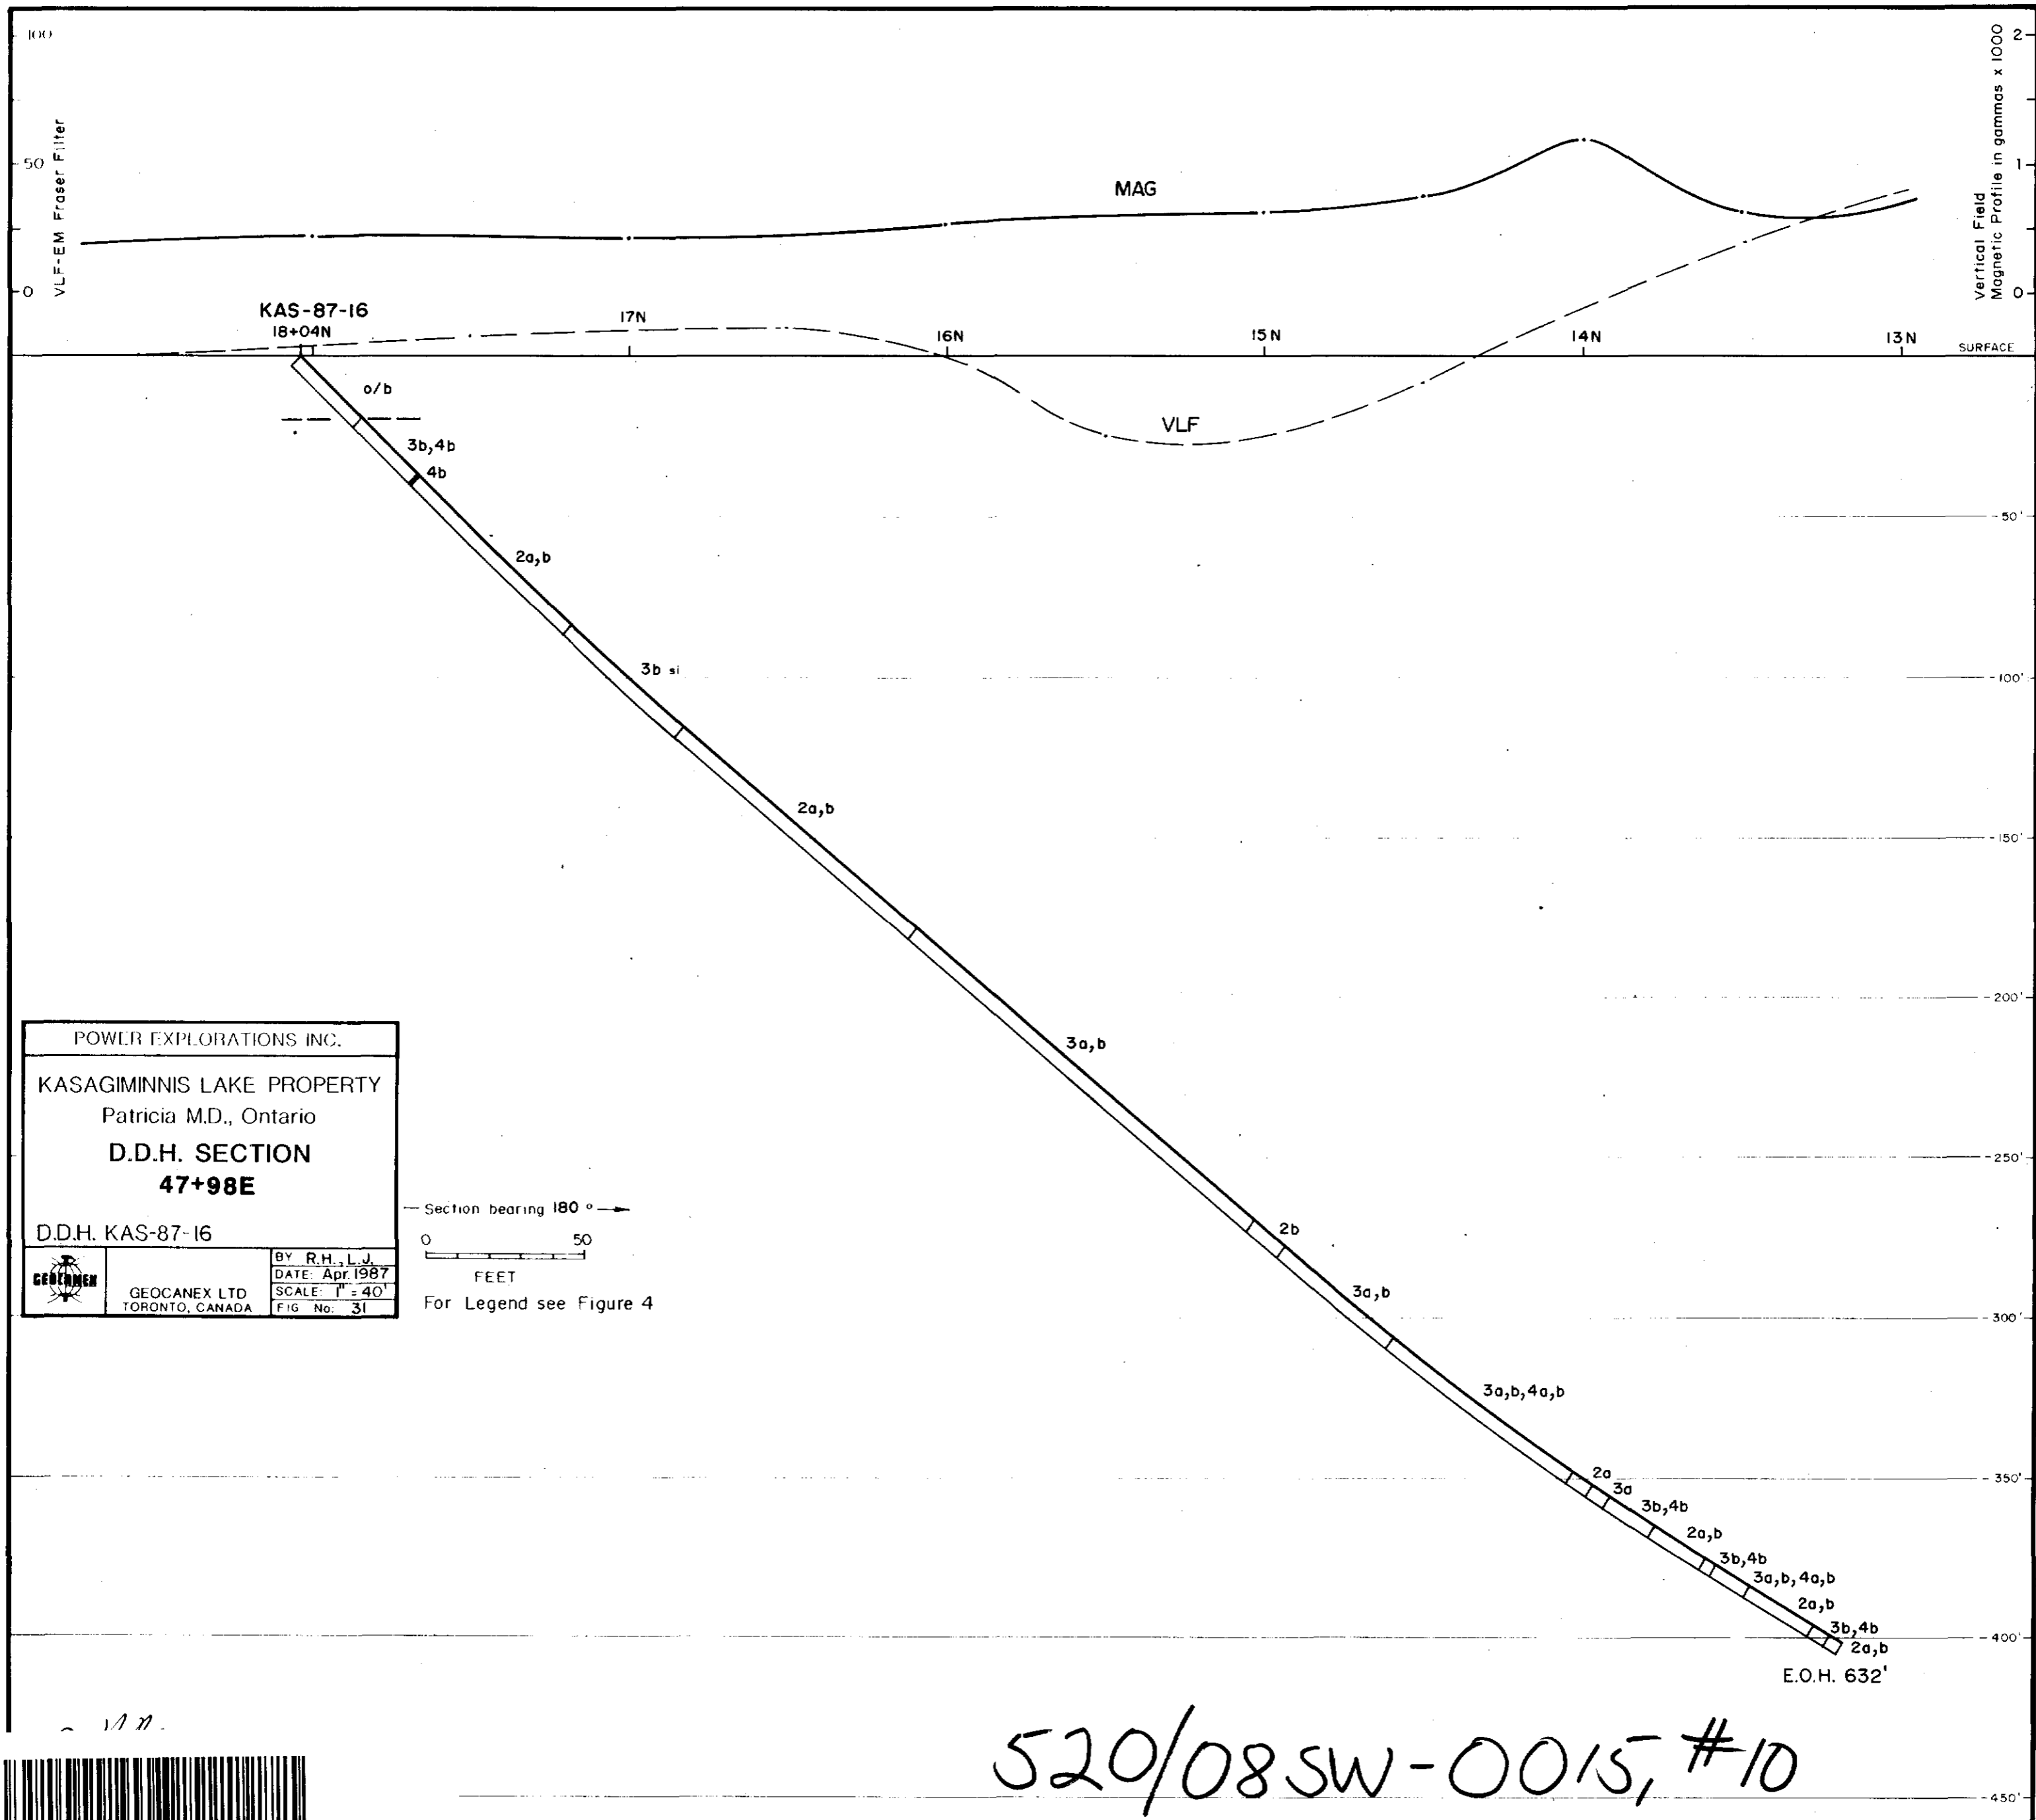 100
50
0
VLF-EM Fraser Filter
2
1
0
Vertical Field
Magnetic Profile in gammas x 1000
MAG
KAS-87-16
18+04N
17N
16N
15N
14N
13N
SURFACE
o/b
VLF
3b,4b
4b
-50'
2a,b
3b si
-100'
2a,b
-150'
-200'
3a,b
-250'
2b
3a,b
-300'
3a,b,4a,b
-350'
2a
3a
3b,4b
2a,b
3b,4b
3a,b,4a,b
2a,b
3b,4b
-400'
2a,b
E.O.H. 632'
POWER EXPLORATIONS INC.
KASAGIMINNIS LAKE PROPERTY
Patricia M.D., Ontario
D.D.H. SECTION
47+98E
D.D.H. KAS-87-16
GEOCANEX
GEOCANEX LTD
TORONTO, CANADA
BY R.H., L.J.
DATE: Apr. 1987
SCALE: 1" = 40'
FIG No: 31
Section bearing 180°
0 50
FEET
For Legend see Figure 4
520/08SW-0015, #10
-450'